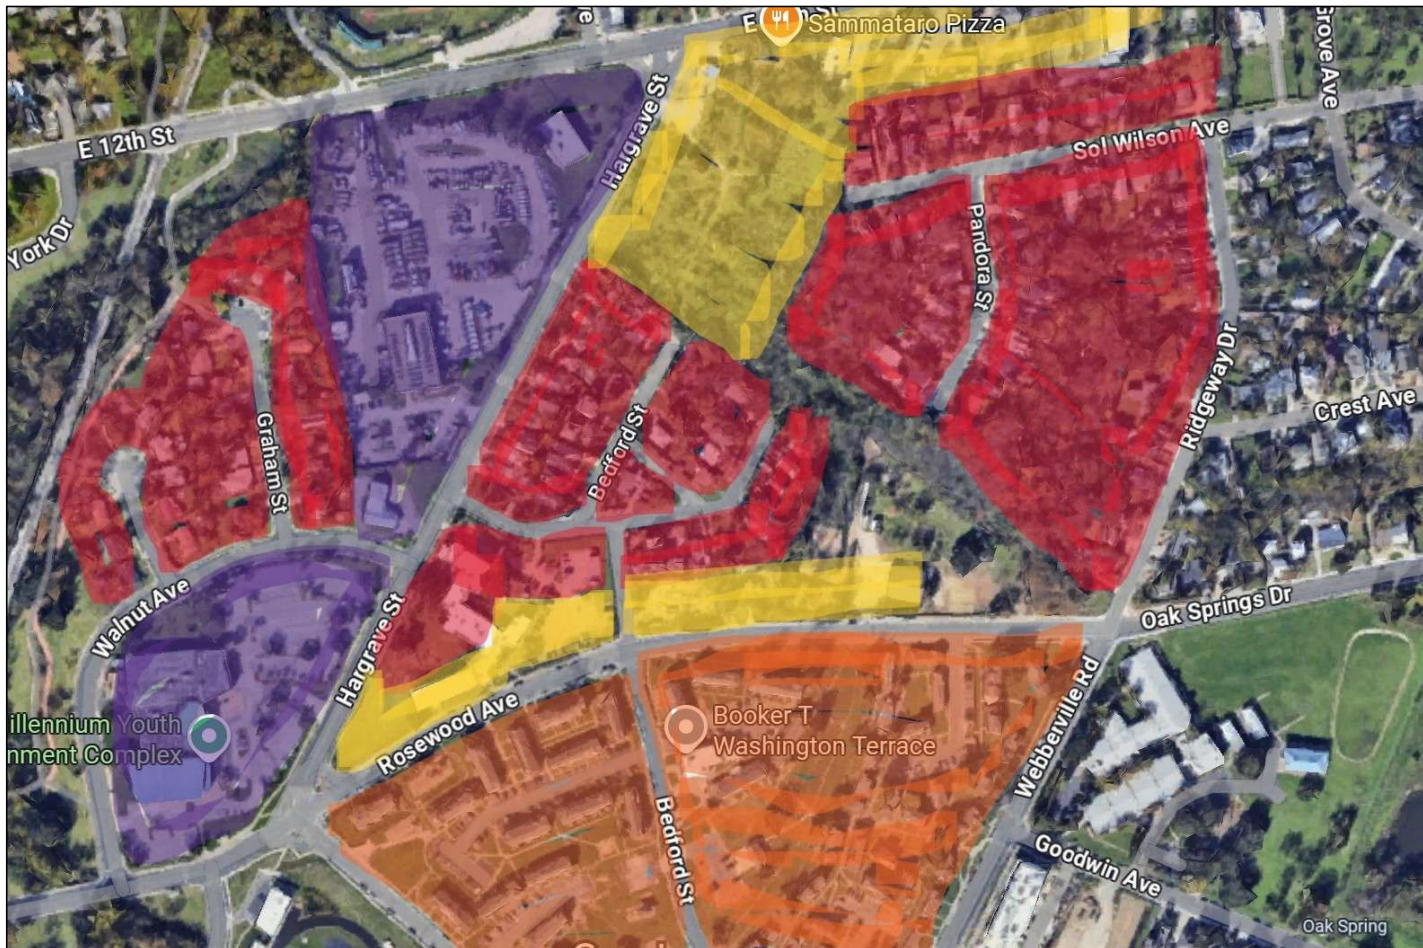 Sammataro Pizza
E 12th St
Hargrave St
Grove Ave
Sol Wilson Ave
York Dr
Pandora St
Ridgeway Dr
Crest Ave
Graham St
Bedford St
Walnut Ave
Hargrave St
Oak Springs Dr
illennium Youth
nment Complex
Rosewood Ave
Booker T
Washington Terrace
Webberville Rd
Bedford St
Goodwin Ave
Oak Spring